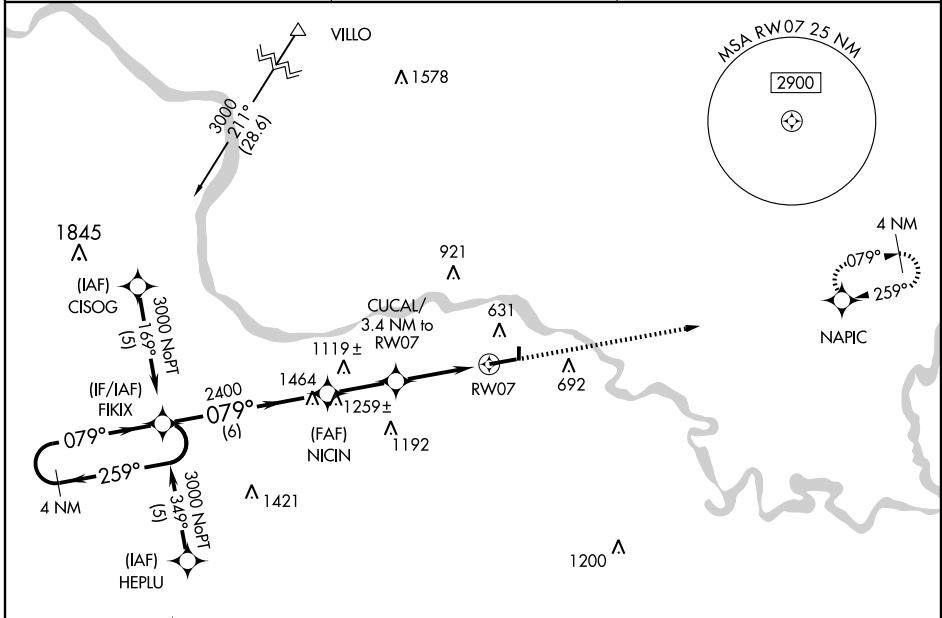 VILLO
1578
3000
211°
(28.6)
MSA RW07 25 NM
2900
1845
(IAF)
CISOG
3000 NoPT
169°
(5)
921
CUCAL/
3.4 NM to
RW07
631
4 NM
079°
259°
NAPIC
1119 ±
(IF/IAF)
FIKIX
2400
079°
(6)
1464
1259±
(FAF)
NICIN
1192
RW07
692
079°
259°
4 NM
3000 NoPT
349°
(5)
1421
(IAF)
HEPLU
1200